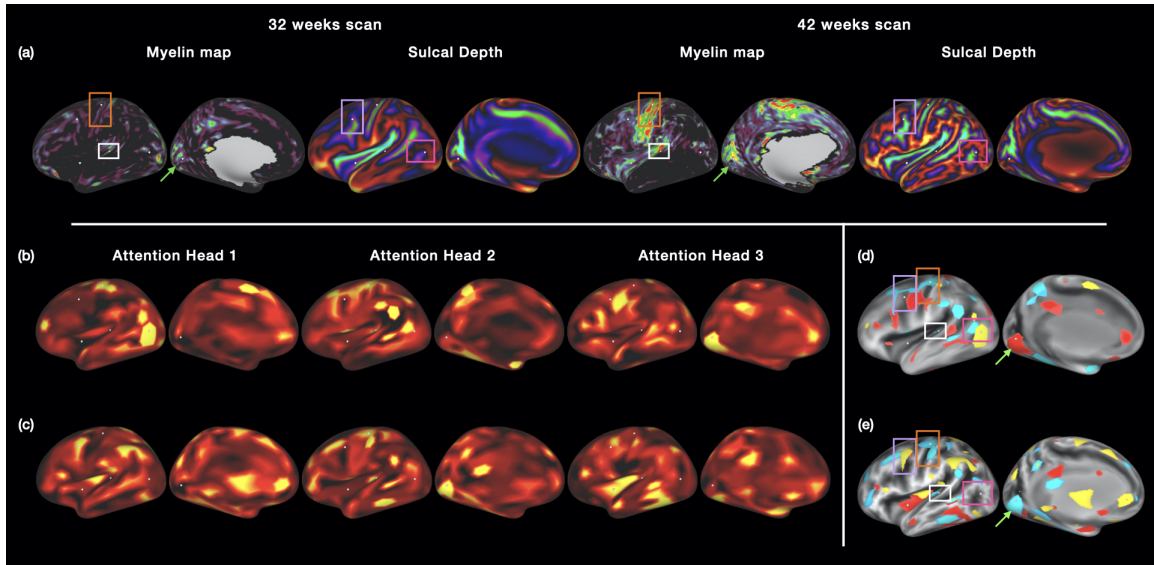 32 weeks scan 42 weeks scan
(a) Myelin map Sulcal Depth Myelin map Sulcal Depth
(b) Attention Head 1 Attention Head 2 Attention Head 3 (d)
(c) (e)